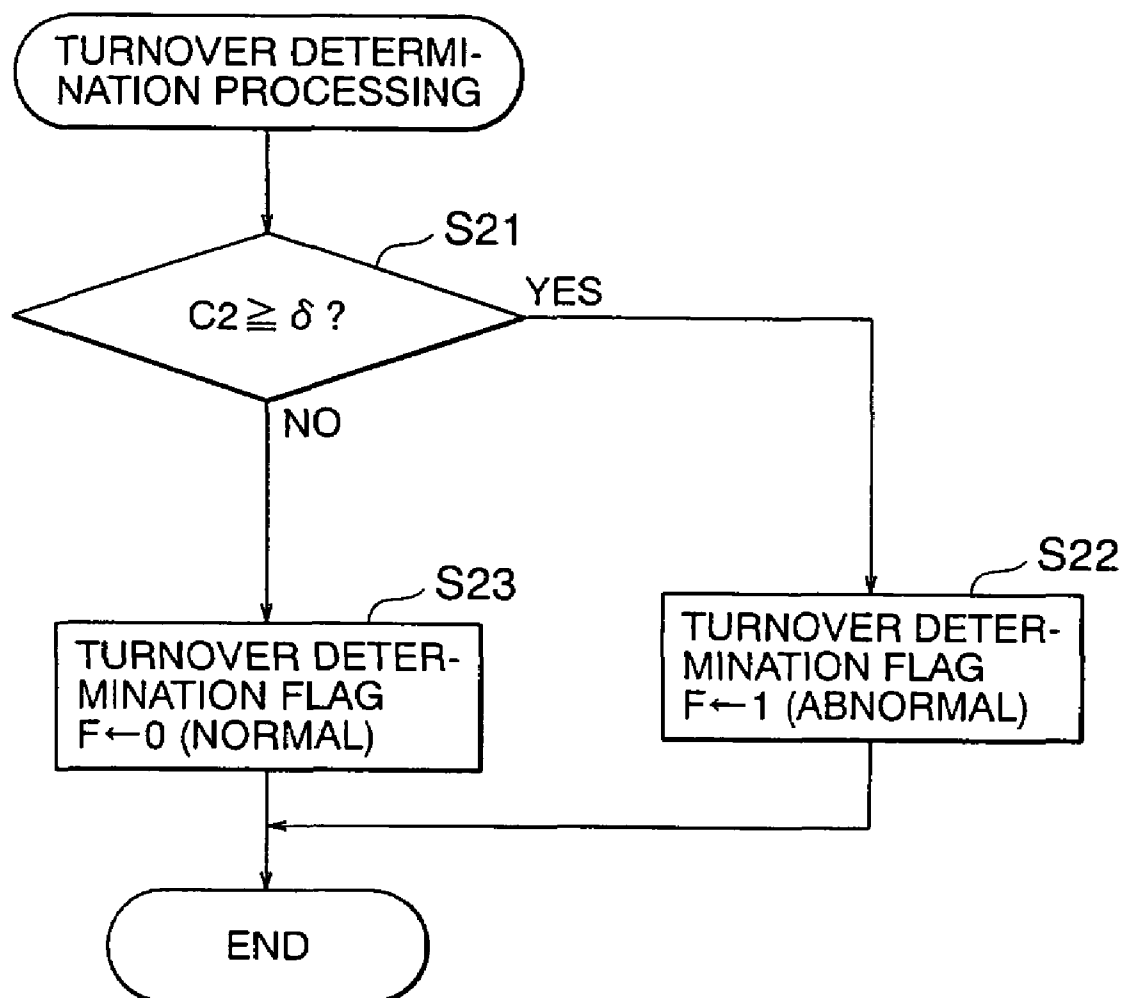 TURNOVER DETERMI-
NATION PROCESSING
S21
C2 ≧ δ ?
YES
NO
S23
TURNOVER DETER-
MINATION FLAG
F←0 (NORMAL)
S22
TURNOVER DETER-
MINATION FLAG
F←1 (ABNORMAL)
END